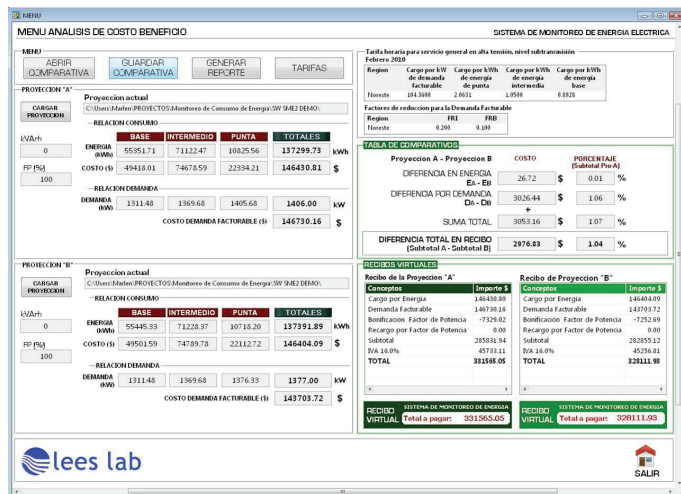 MENU
MENU ANALISIS DE COSTO BENEFICIO
SISTEMA DE MONITOREO DE ENERGIA ELECTRICA
MENU
ABRIR COMPARATIVA
GUARDAR COMPARATIVA
GENERAR REPORTE
TARIFAS
PROYECCION "A"
CARGAR PROYECCION
Proyeccion actual
C:\Users\Marlen\PROYECTOS\Monitoreo de Consumo de Energia\SW SME2 DEMO\
RELACION CONSUMO
kVArh
0
FP (%)
100
BASE INTERMEDIO PUNTA TOTALES
ENERGIA (kWh) 55351.71 71122.47 10825.56 137299.73 kWh
COSTO ($) 49418.01 74678.59 22334.21 146430.81 $
RELACION DEMANDA
DEMANDA (kW) 1311.48 1369.68 1405.68 1406.00 kW
COSTO DEMANDA FACTURABLE ($) 146730.16 $
PROYECCION "B"
CARGAR PROYECCION
Proyeccion actual
C:\Users\Marlen\PROYECTOS\Monitoreo de Consumo de Energia\SW SME2 DEMO\
RELACION CONSUMO
kVArh
0
FP (%)
100
BASE INTERMEDIO PUNTA TOTALES
ENERGIA (kWh) 55445.33 71228.37 10718.20 137391.89 kWh
COSTO ($) 49501.59 74789.78 22112.72 146404.09 $
RELACION DEMANDA
DEMANDA (kW) 1311.48 1369.68 1376.33 1377.00 kW
COSTO DEMANDA FACTURABLE ($) 143703.72 $
Tarifa horaria para servicio general en alta tensión, nivel subtransmisión
Febrero 2010
Region Cargo por kW de demanda facturable Cargo por kWh de energia de punta Cargo por kWh de energia intermedia Cargo por kWh de energia base
Noreste 104.3600 2.0631 1.0500 0.8928
Factores de reduccion para la Demanda Facturable
Region FRI FRB
Noreste 0.200 0.100
TABLA DE COMPARATIVOS
Proyeccion A - Proyeccion B COSTO PORCENTAJE (Subtotal Pro-A)
DIFERENCIA EN ENERGIA EA - EB 26.72 $ 0.01 %
DIFERENCIA POR DEMANDA DA - DB 3026.44 $ 1.06 %
+
SUMA TOTAL 3053.16 $ 1.07 %
DIFERENCIA TOTAL EN RECIBO (Subtotal A - Subtotal B) 2976.83 $ 1.04 %
RECIBOS VIRTUALES
Recibo de la Proyeccion "A"
Conceptos Importe $
Cargo por Energia 146430.80
Demanda Facturable 146730.16
Bonificacion Factor de Potencia -7329.02
Recargo por Factor de Potencia 0.00
Subtotal 285831.94
IVA 16.0% 45733.11
TOTAL 331565.05
RECIBO VIRTUAL
SISTEMA DE MONITOREO DE ENERGIA
Total a pagar: 331565.05
Recibo de Proyeccion "B"
Conceptos Importe $
Cargo por Energia 146404.09
Demanda Facturable 143703.72
Bonificacion Factor de Potencia -7252.69
Recargo por Factor de Potencia 0.00
Subtotal 282855.12
IVA 16.0% 45256.81
TOTAL 328111.93
RECIBO VIRTUAL
SISTEMA DE MONITOREO DE ENERGIA
Total a pagar: 328111.93
lees lab
SALIR